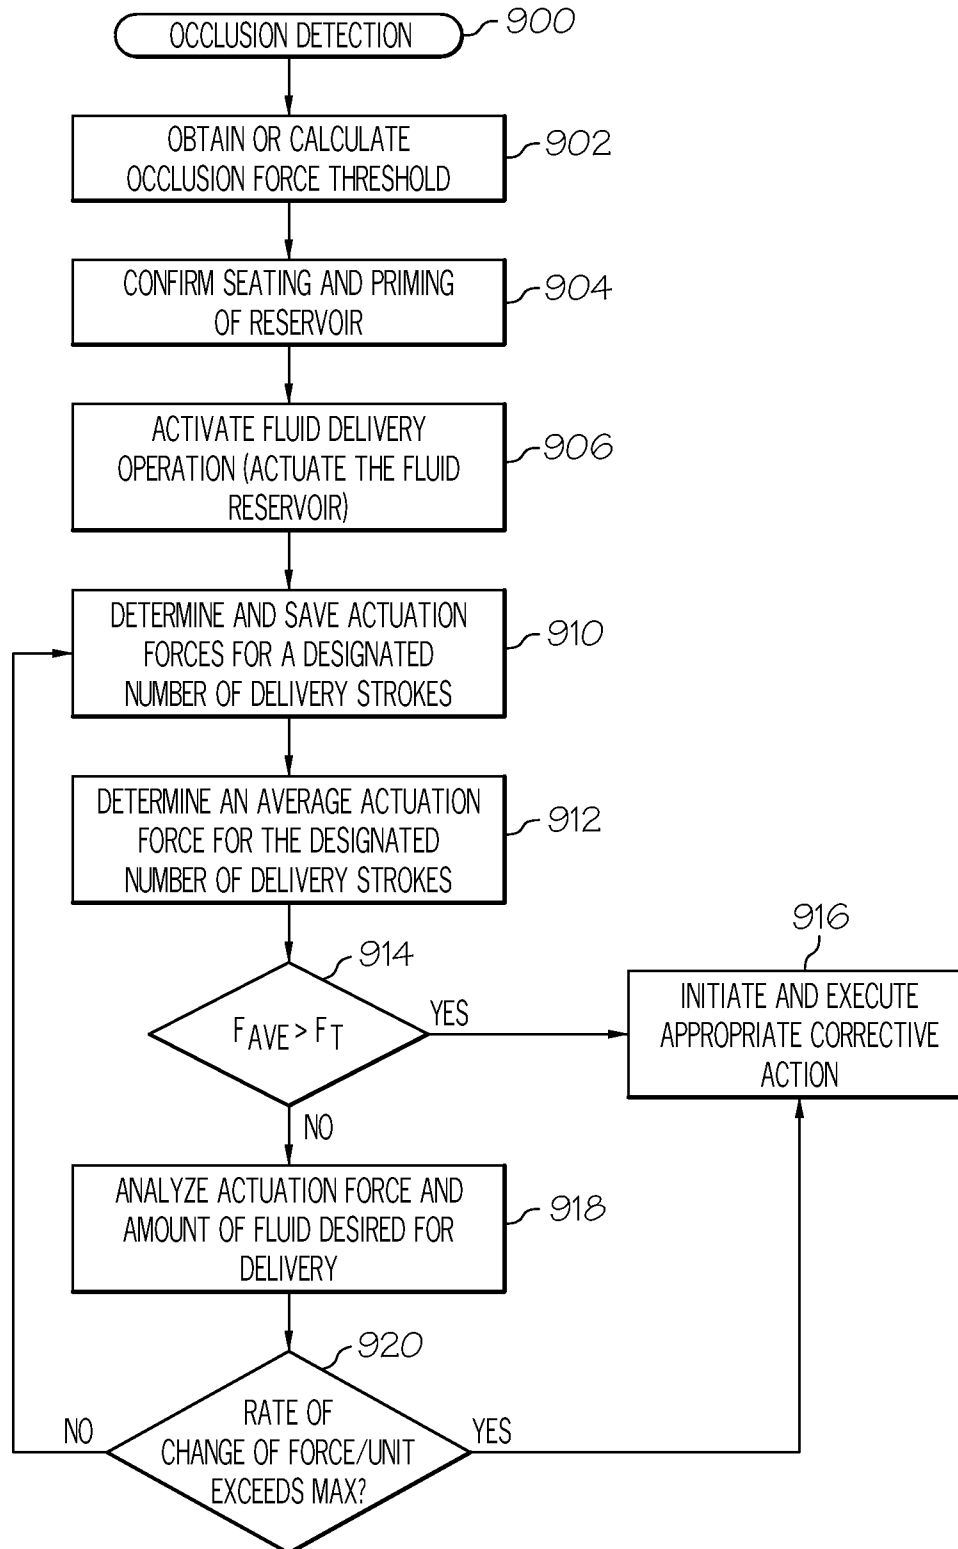 OCCLUSION DETECTION
900
OBTAIN OR CALCULATE
OCCLUSION FORCE THRESHOLD
902
CONFIRM SEATING AND PRIMING
OF RESERVOIR
904
ACTIVATE FLUID DELIVERY
OPERATION (ACTUATE THE FLUID
RESERVOIR)
906
DETERMINE AND SAVE ACTUATION
FORCES FOR A DESIGNATED
NUMBER OF DELIVERY STROKES
910
DETERMINE AN AVERAGE ACTUATION
FORCE FOR THE DESIGNATED
NUMBER OF DELIVERY STROKES
912
914
FAVE > FT
YES
NO
916
INITIATE AND EXECUTE
APPROPRIATE CORRECTIVE
ACTION
ANALYZE ACTUATION FORCE AND
AMOUNT OF FLUID DESIRED FOR
DELIVERY
918
920
RATE OF
CHANGE OF FORCE/UNIT
EXCEEDS MAX?
NO
YES